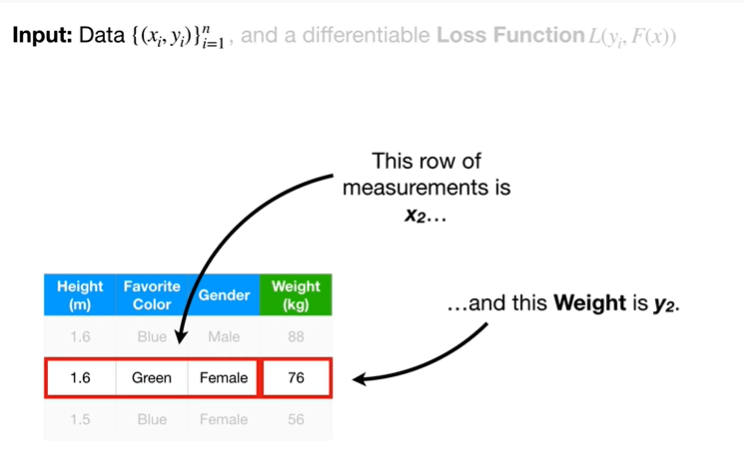 Input: Data {(xᵢ, yᵢ)}ⁿᵢ₌₁, and a differentiable Loss Function L(yᵢ, F(x))
This row of
measurements is
x₂...
...and this Weight is y₂.
Height (m) Favorite Color Gender Weight (kg)
1.6 Blue Male 88
1.6 Green Female 76
1.5 Blue Female 56